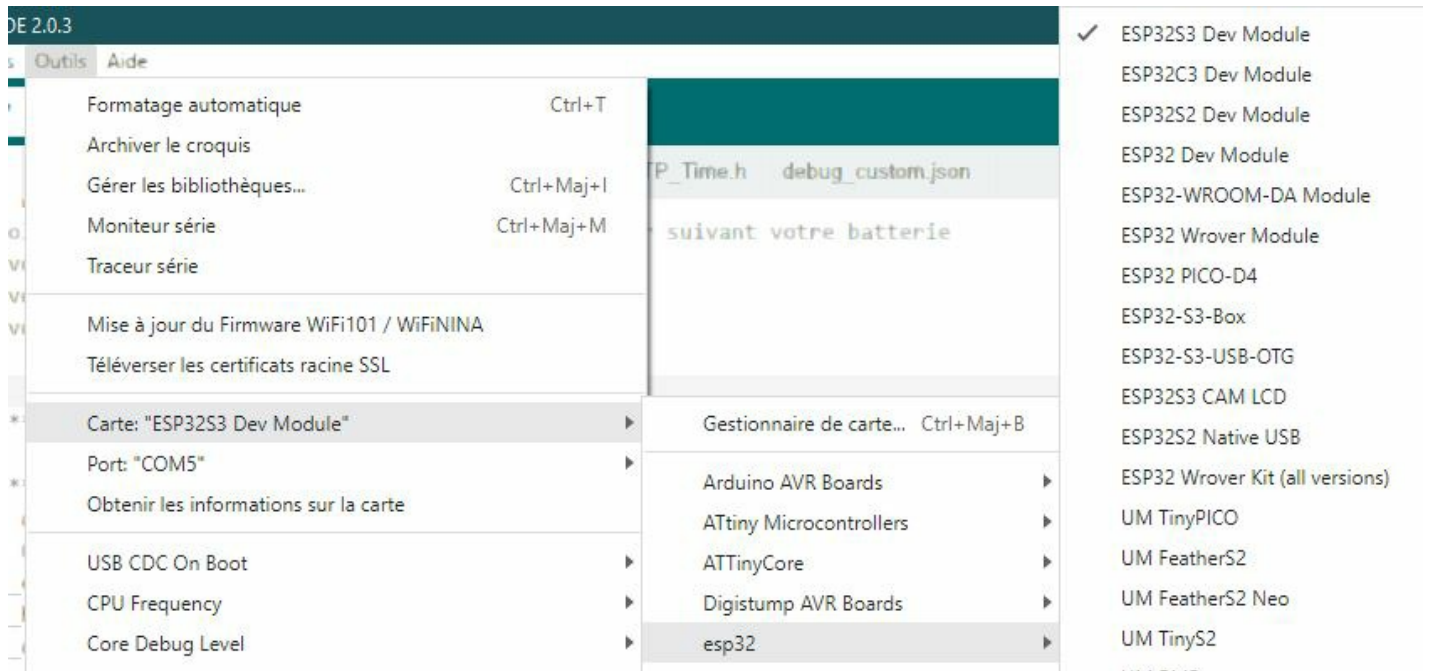 DE 2.0.3
Outils Aide
Formatage automatique Ctrl+T
Archiver le croquis
Gérer les bibliothèques... Ctrl+Maj+I
Moniteur série Ctrl+Maj+M
Traceur série
Mise à jour du Firmware WiFi101 / WiFiNINA
Téléverser les certificats racine SSL
Carte: "ESP32S3 Dev Module"
Port: "COM5"
Obtenir les informations sur la carte
USB CDC On Boot
CPU Frequency
Core Debug Level
TP_Time.h debug_custom.json
suivant votre batterie
Gestionnaire de carte... Ctrl+Maj+B
Arduino AVR Boards
ATtiny Microcontrollers
ATTinyCore
Digistump AVR Boards
esp32
ESP32S3 Dev Module
ESP32C3 Dev Module
ESP32S2 Dev Module
ESP32 Dev Module
ESP32-WROOM-DA Module
ESP32 Wrover Module
ESP32 PICO-D4
ESP32-S3-Box
ESP32-S3-USB-OTG
ESP32S3 CAM LCD
ESP32S2 Native USB
ESP32 Wrover Kit (all versions)
UM TinyPICO
UM FeatherS2
UM FeatherS2 Neo
UM TinyS2